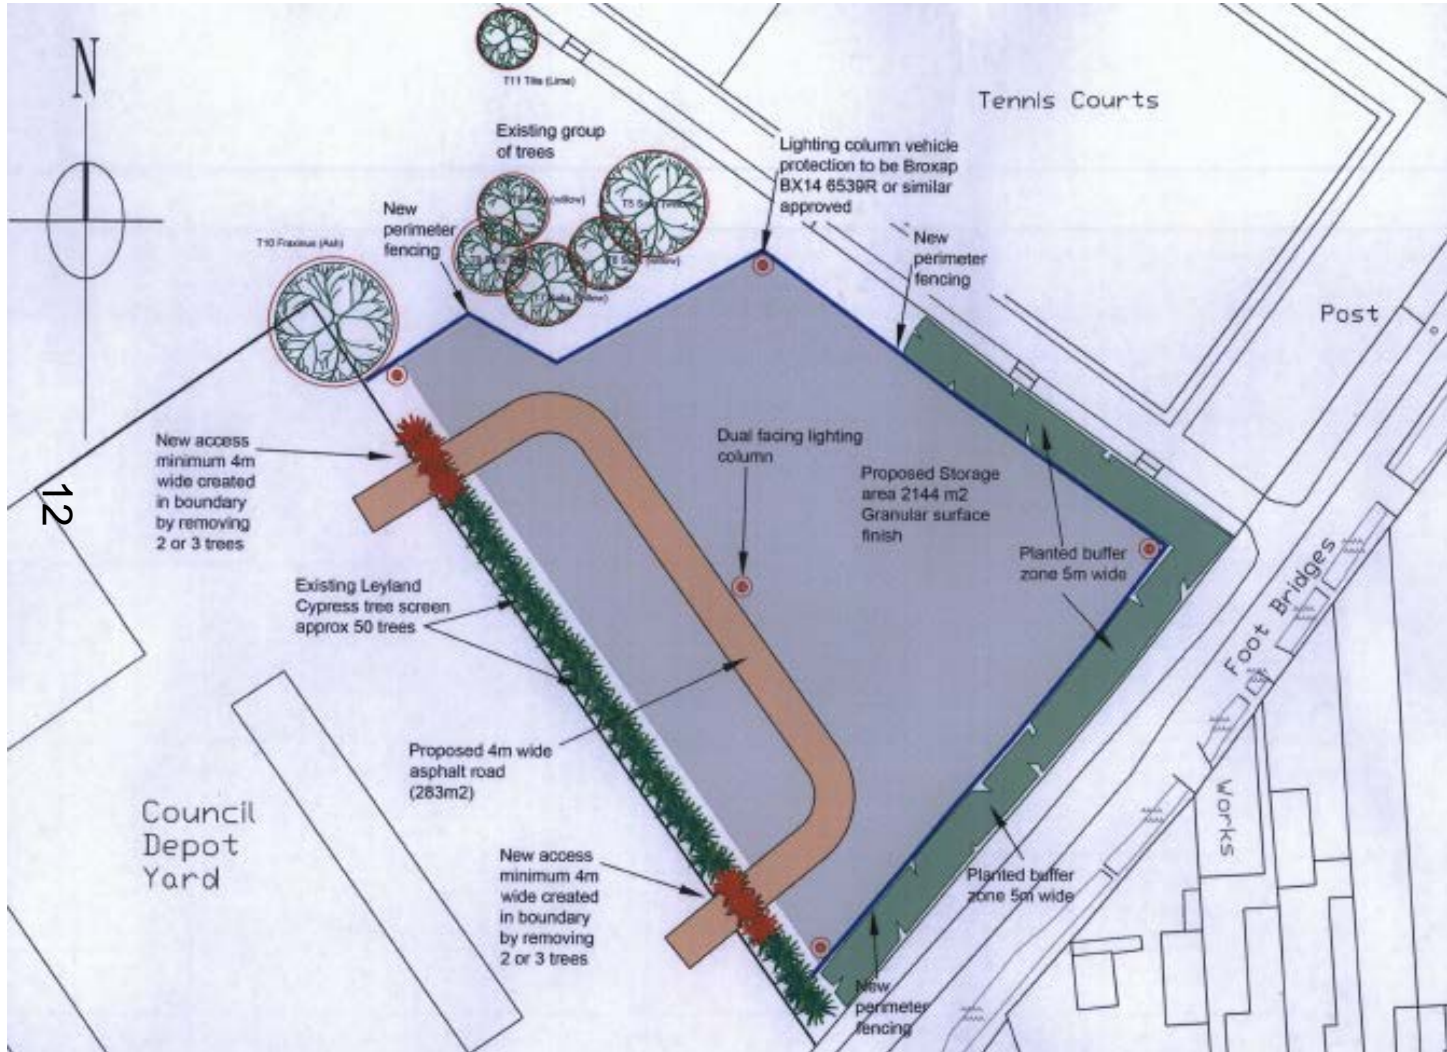 N
T11 Tilia (Lime)
Tennis Courts
Existing group
of trees
Lighting column vehicle
protection to be Broxap
BX14 6539R or similar
approved
New
perimeter
fencing
T10 Fraxinus (Ash)
New
perimeter
fencing
Post
New access
minimum 4m
wide created
in boundary
by removing
2 or 3 trees
12
Dual facing lighting
column
Proposed Storage
area 2144 m2
Granular surface
finish
Planted buffer
zone 5m wide
Existing Leyland
Cypress tree screen
approx 50 trees
Foot Bridges
Proposed 4m wide
asphalt road
(283m2)
Council
Depot
Yard
Works
New access
minimum 4m
wide created
in boundary
by removing
2 or 3 trees
Planted buffer
zone 5m wide
New
perimeter
fencing